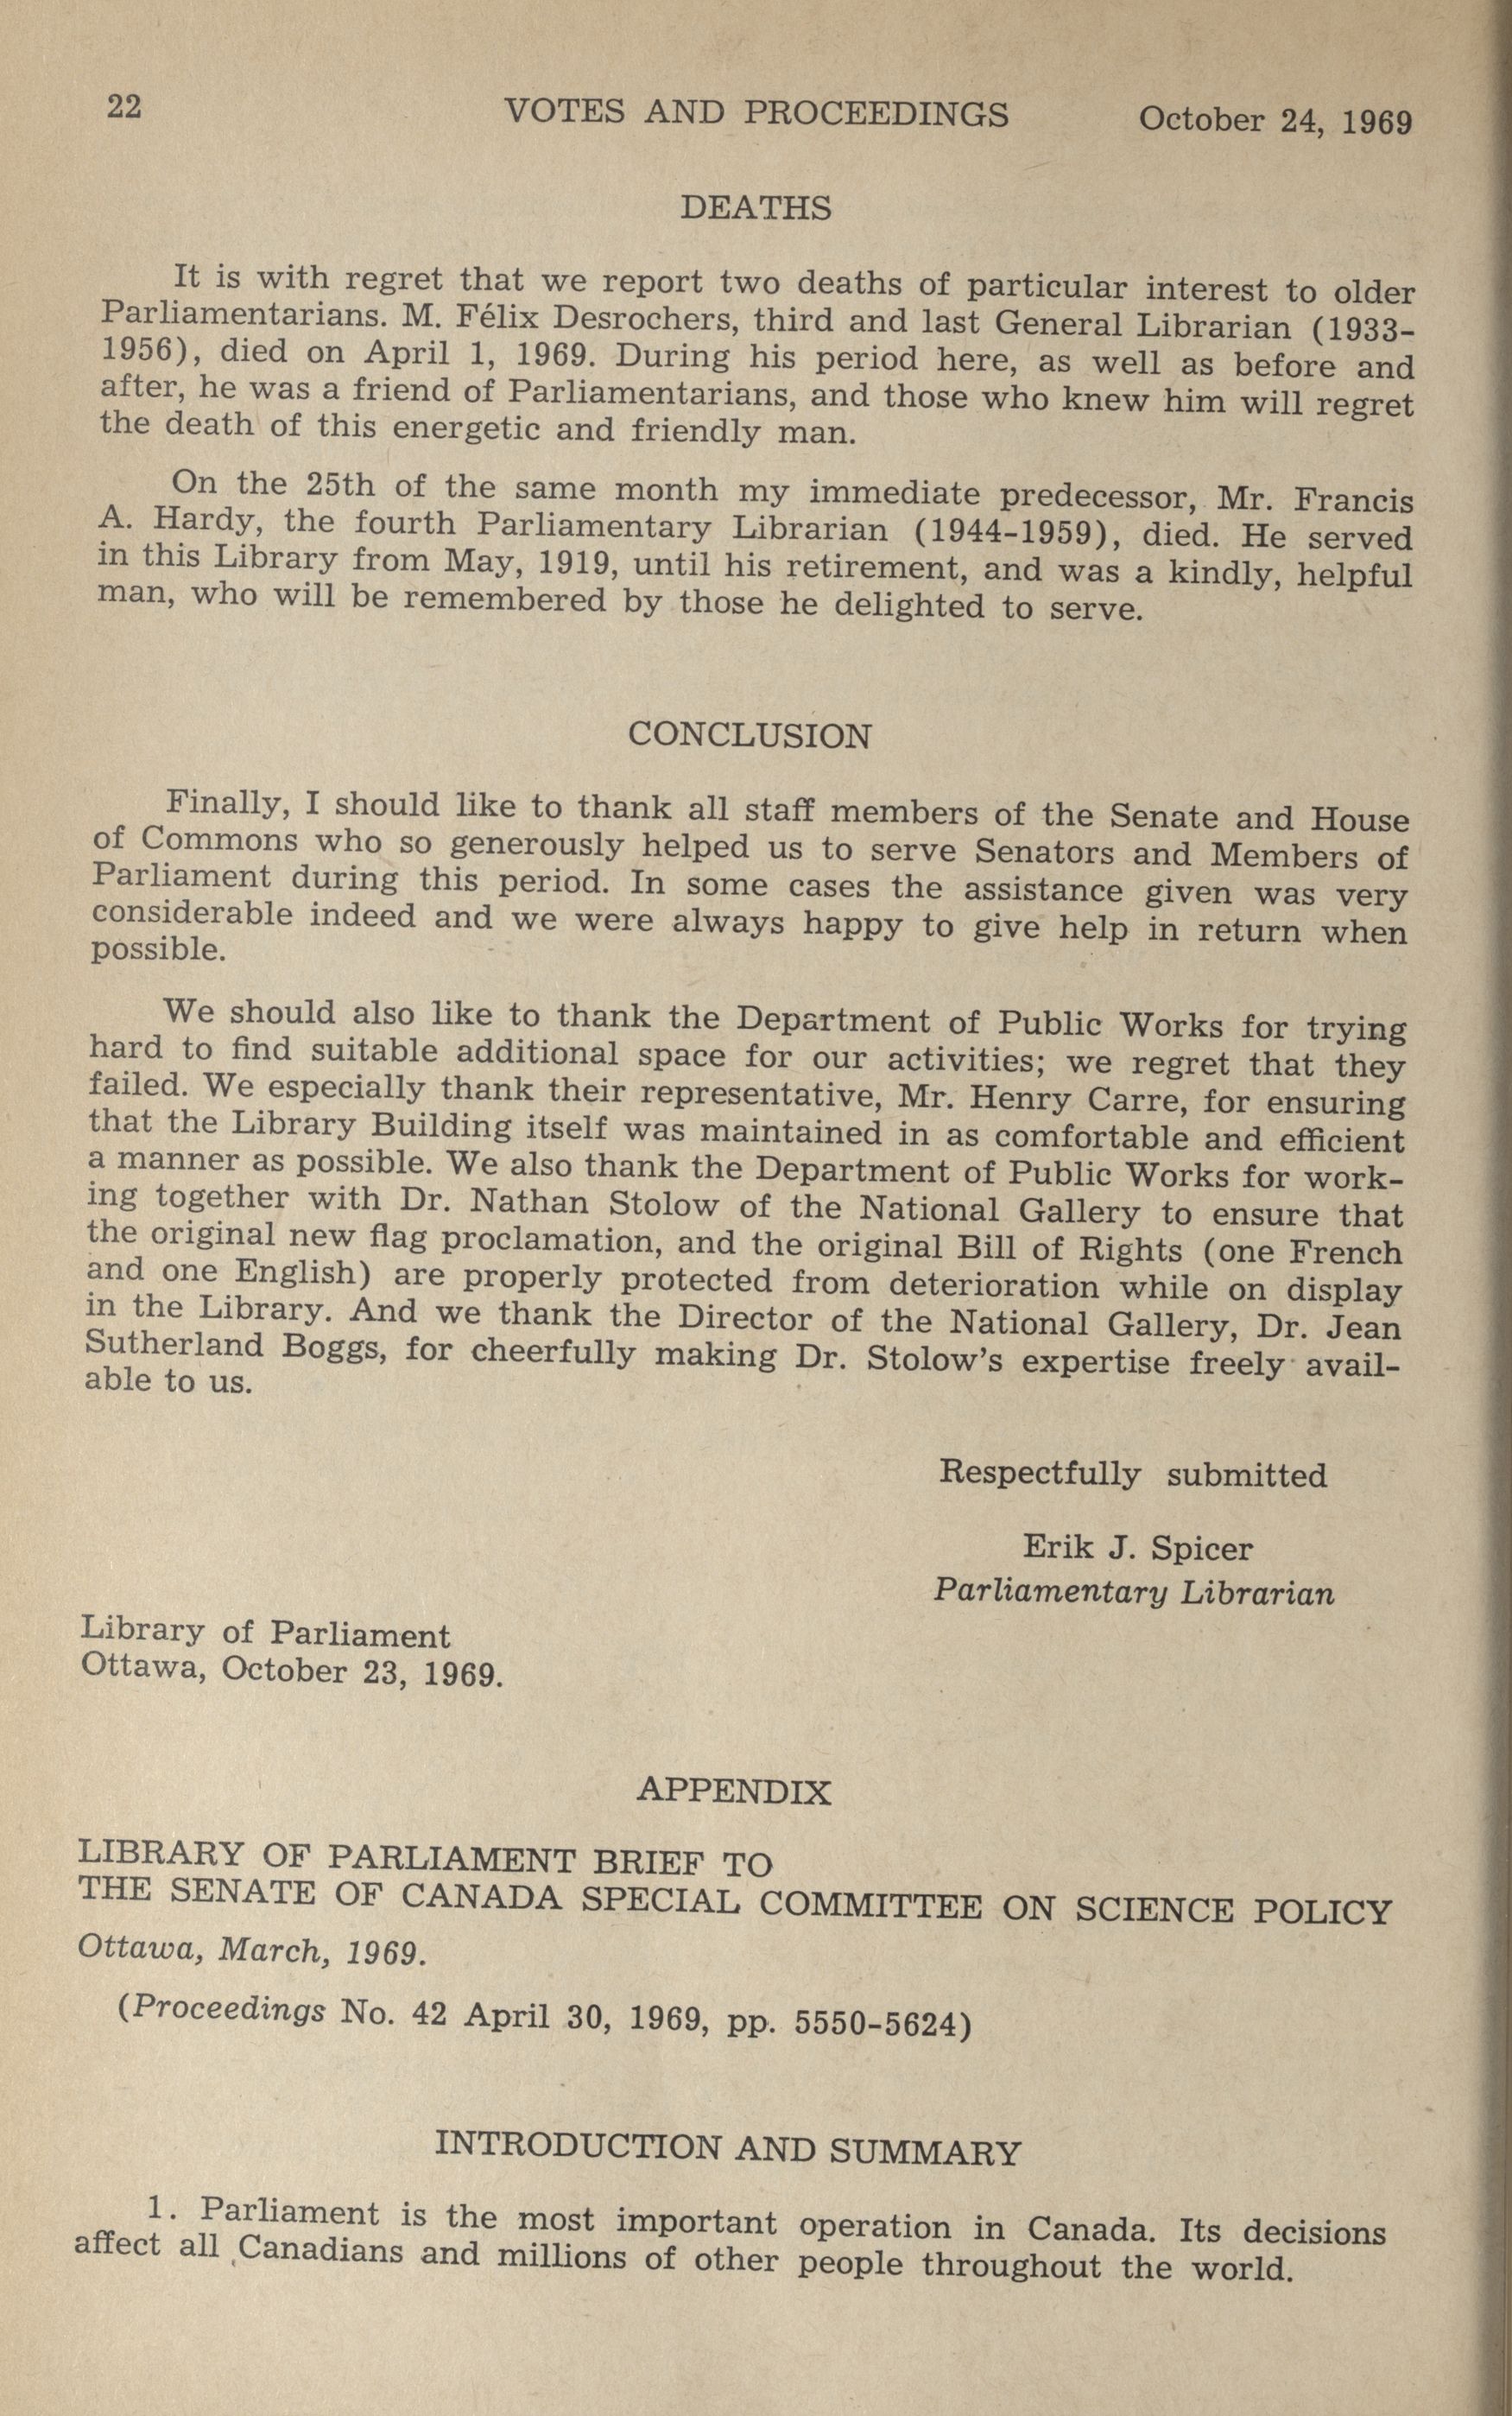 22 VOTES AND PROCEEDINGS October 24, 1969
DEATHS
It is with regret that we report two deaths of particular interest to older
Parliamentarians. M. Félix Desrochers, third and last General Librarian (1933-
1956), died on April 1, 1969. During his period here, as well as before and
after, he was a friend of Parliamentarians, and those who knew him will regret
the death of this energetic and friendly man.
On the 25th of the same month my immediate predecessor, Mr. Francis
A. Hardy, the fourth Parliamentary Librarian (1944-1959), died. He served
in this Library from May, 1919, until his retirement, and was a kindly, helpful
man, who will be remembered by those he delighted to serve.
CONCLUSION
Finally, I should like to thank all staff members of the Senate and House
of Commons who so generously helped us to serve Senators and Members of
Parliament during this period. In some cases the assistance given was very
considerable indeed and we were always happy to give help in return when
possible.
We should also like to thank the Department of Public Works for trying
hard to find suitable additional space for our activities; we regret that they
failed. We especially thank their representative, Mr. Henry Carre, for ensuring
that the Library Building itself was maintained in as comfortable and efficient
a manner as possible. We also thank the Department of Public Works for work-
ing together with Dr. Nathan Stolow of the National Gallery to ensure that
the original new flag proclamation, and the original Bill of Rights (one French
and one English) are properly protected from deterioration while on display
in the Library. And we thank the Director of the National Gallery, Dr. Jean
Sutherland Boggs, for cheerfully making Dr. Stolow's expertise freely avail-
able to us.
Respectfully submitted
Erik J. Spicer
Parliamentary Librarian
Library of Parliament
Ottawa, October 23, 1969.
APPENDIX
LIBRARY OF PARLIAMENT BRIEF TO
THE SENATE OF CANADA SPECIAL COMMITTEE ON SCIENCE POLICY
Ottawa, March, 1969.
(Proceedings No. 42 April 30, 1969, pp. 5550-5624)
INTRODUCTION AND SUMMARY
1. Parliament is the most important operation in Canada. Its decisions
affect all Canadians and millions of other people throughout the world.